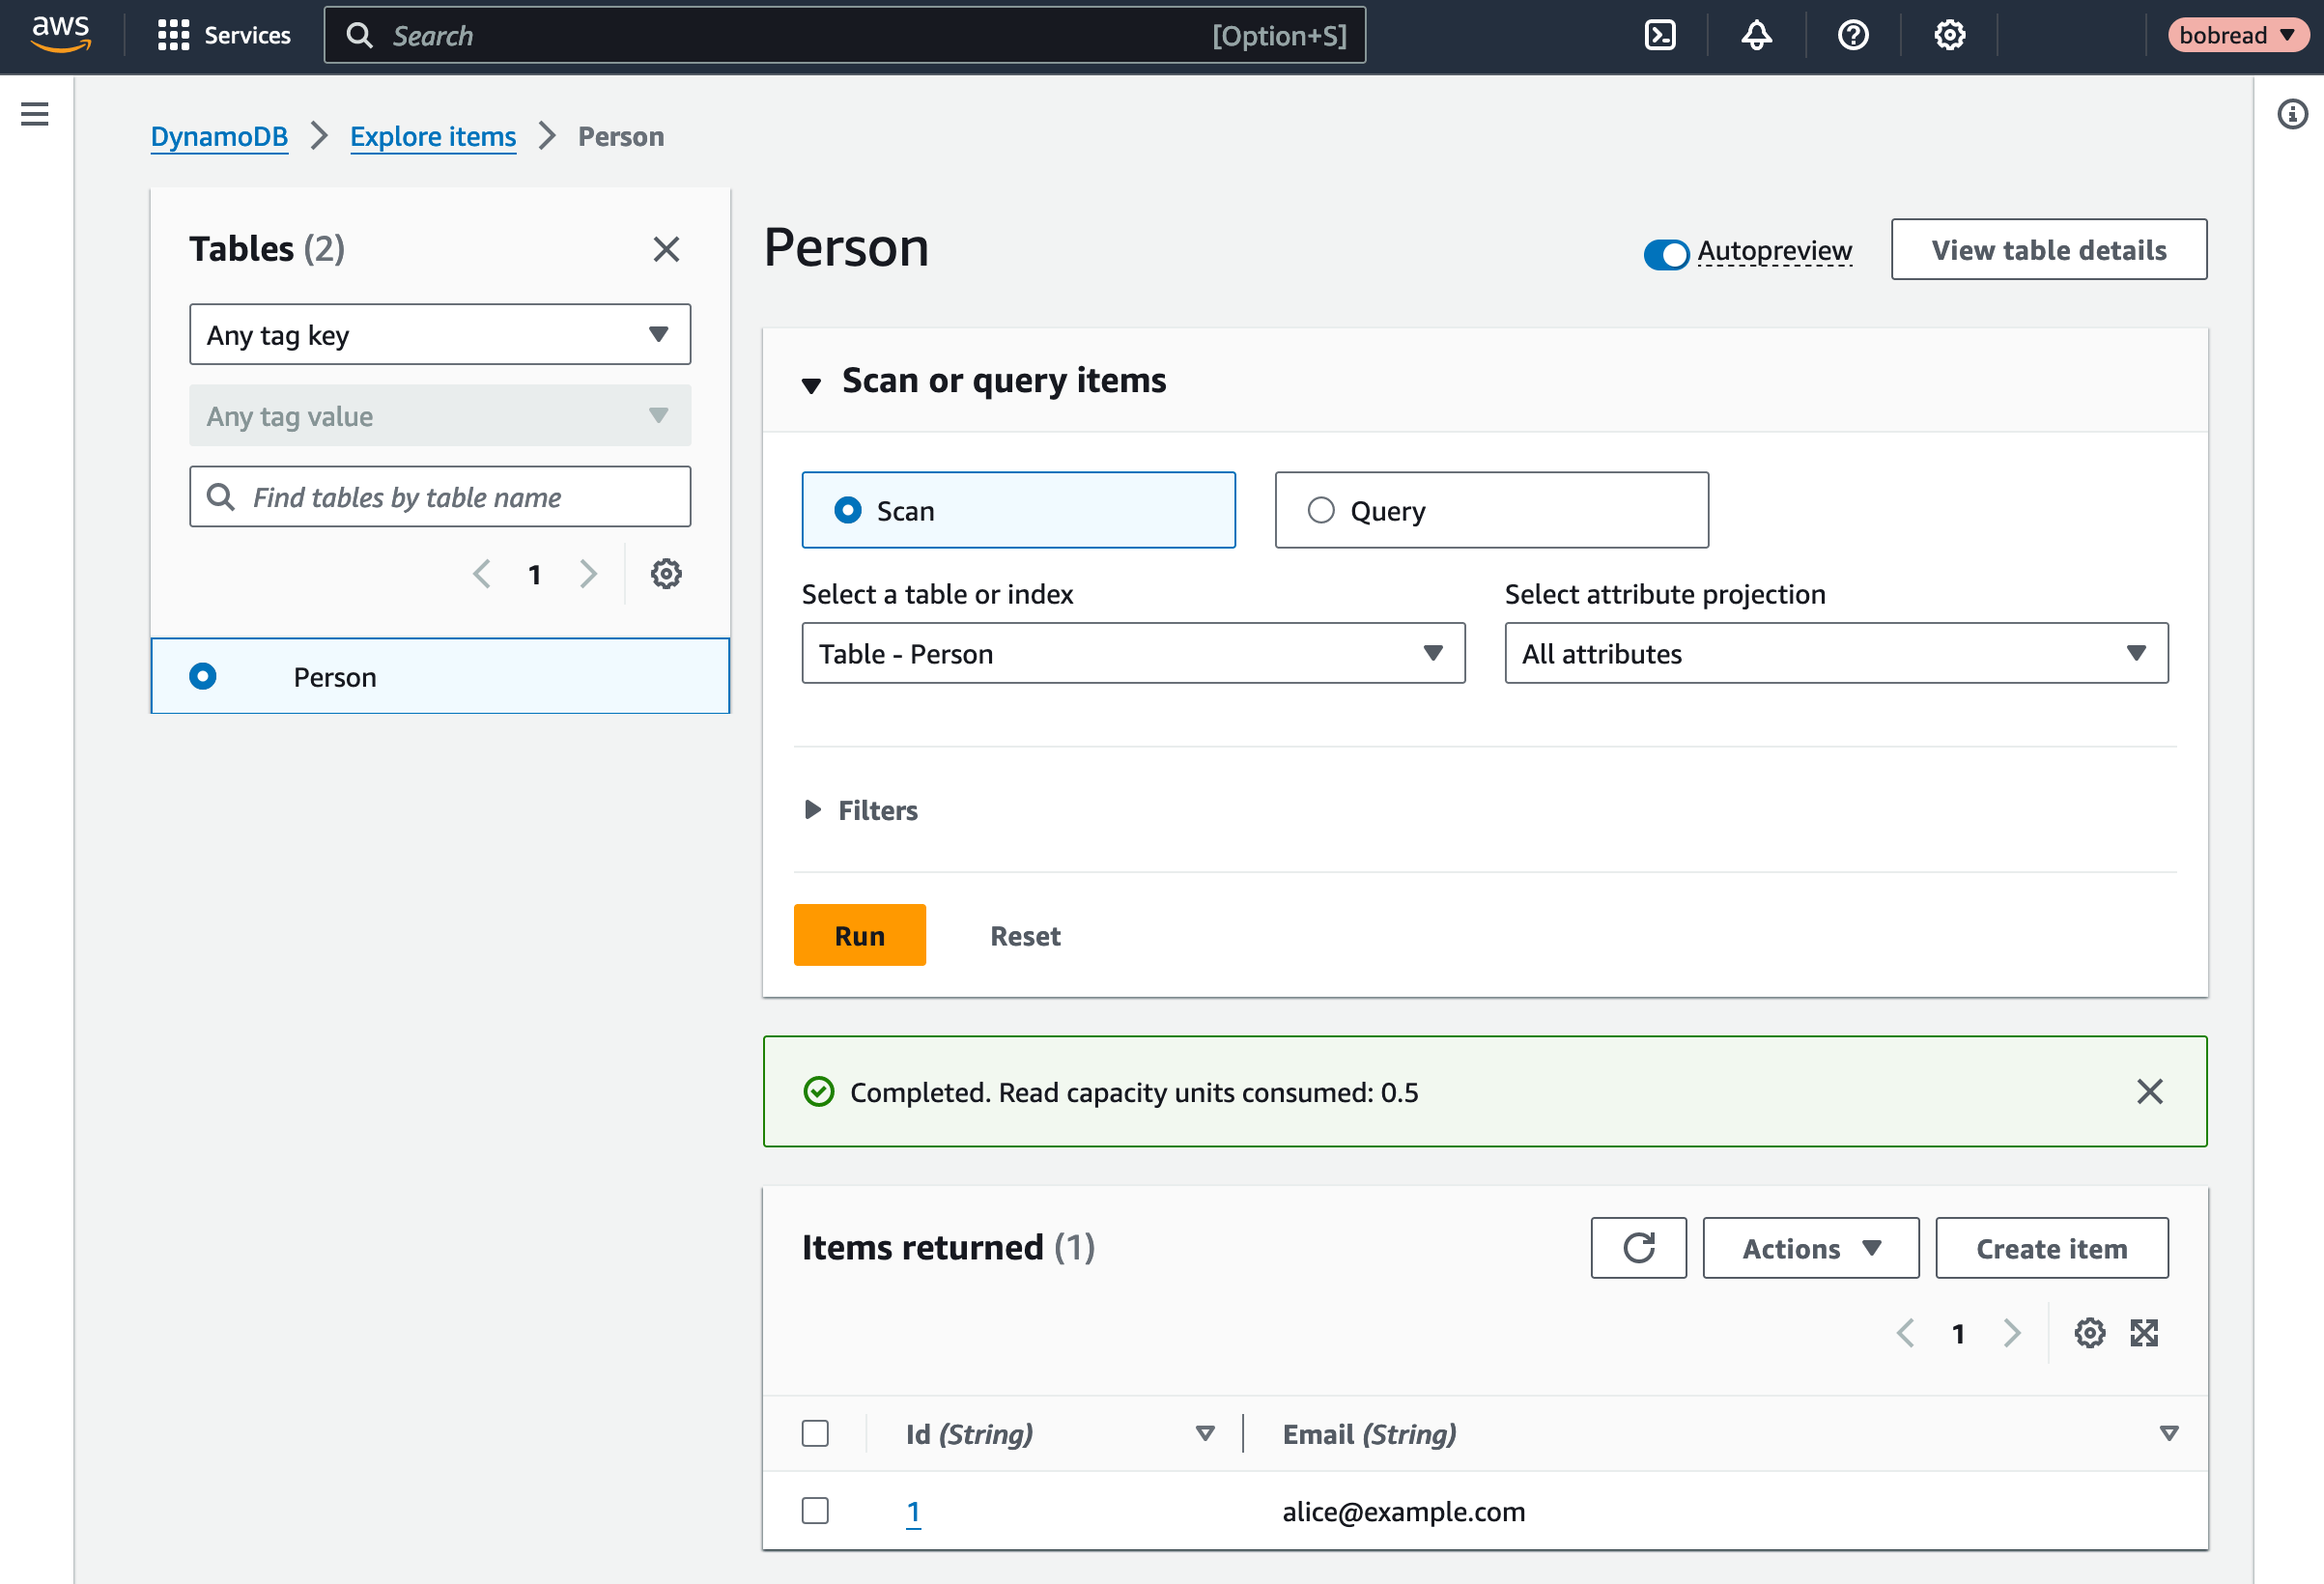 aws
Services
Search
[Option+S]
bobread
DynamoDB
Explore items
Person
Tables (2)
Any tag key
Any tag value
Find tables by table name
1
Person
Person
Autopreview
View table details
Scan or query items
Scan
Query
Select a table or index
Select attribute projection
Table - Person
All attributes
Filters
Run
Reset
Completed. Read capacity units consumed: 0.5
Items returned (1)
Actions
Create item
1
Id (String)
Email (String)
1
alice@example.com